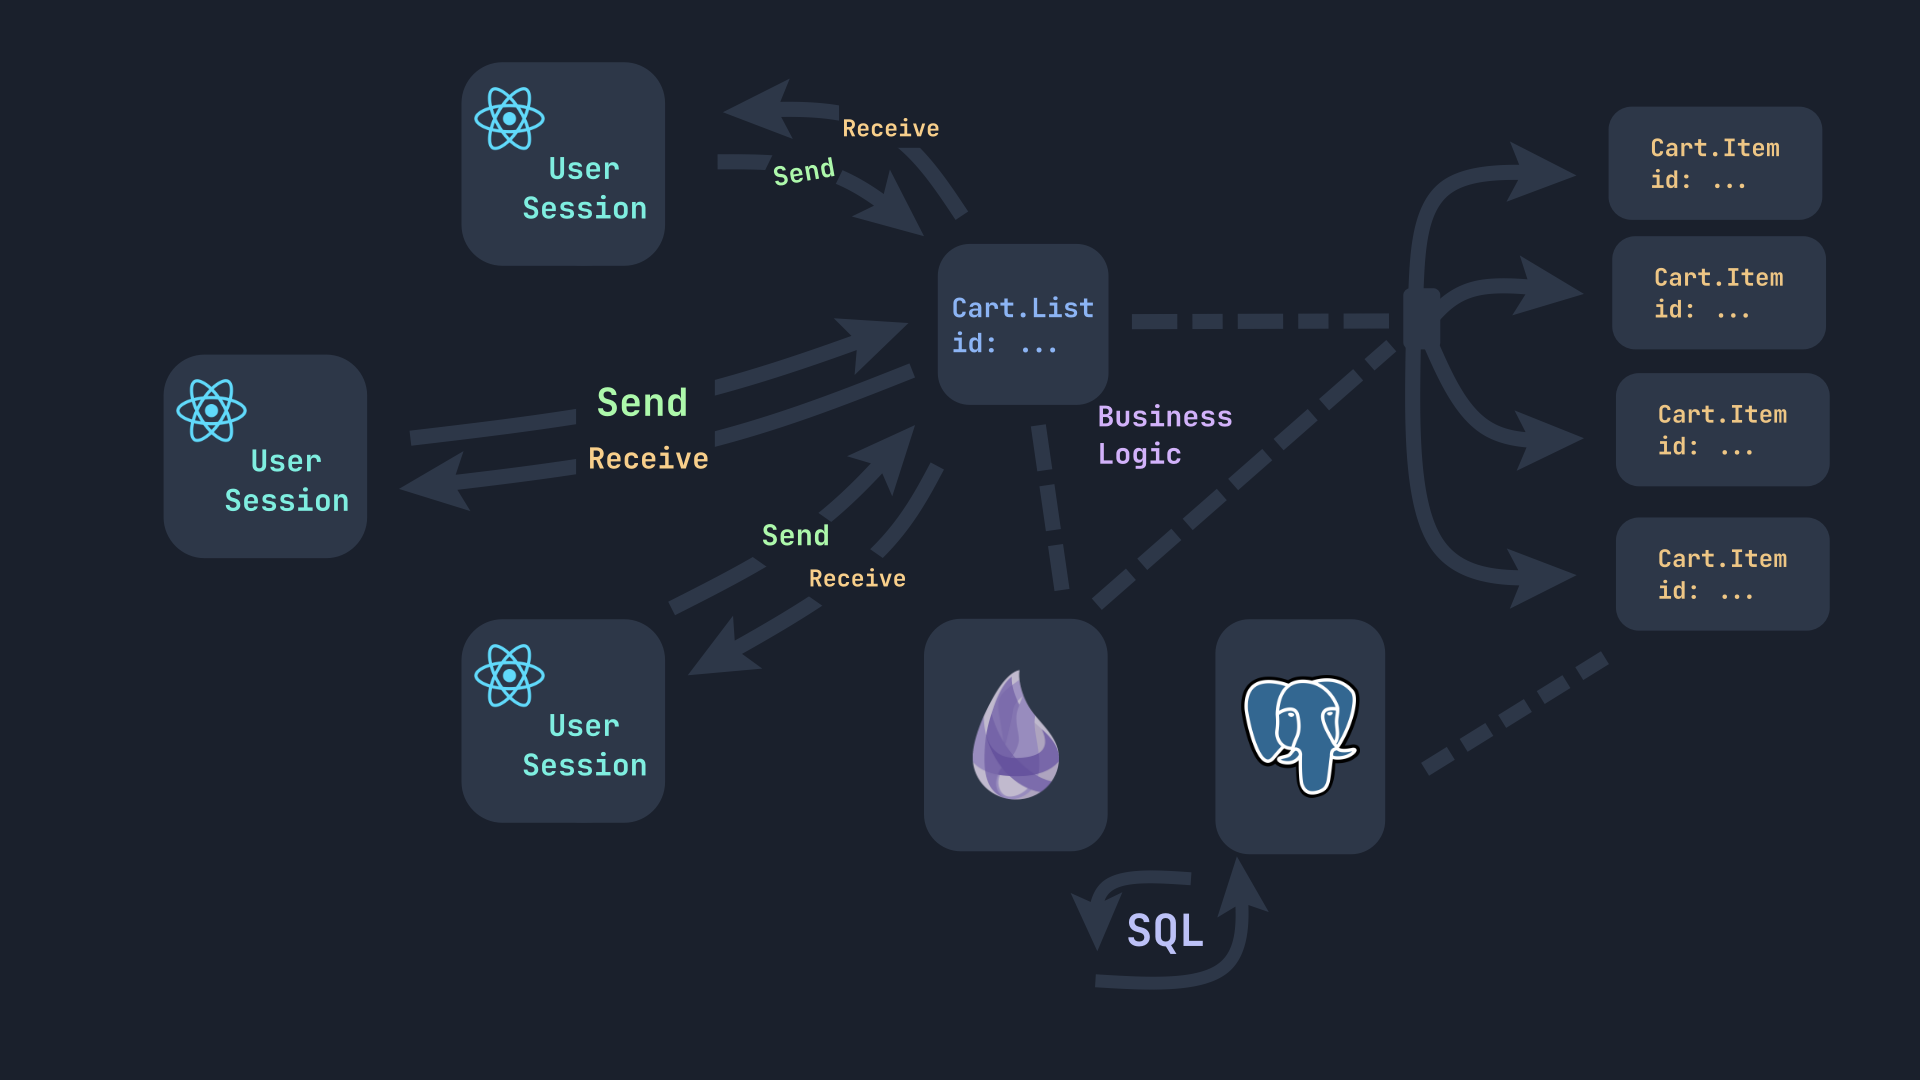 User
Session
Receive
Send
Cart.List
id: ...
Business
Logic
User
Session
Send
Receive
Send
Receive
User
Session
SQL
Cart.Item
id: ...
Cart.Item
id: ...
Cart.Item
id: ...
Cart.Item
id: ...